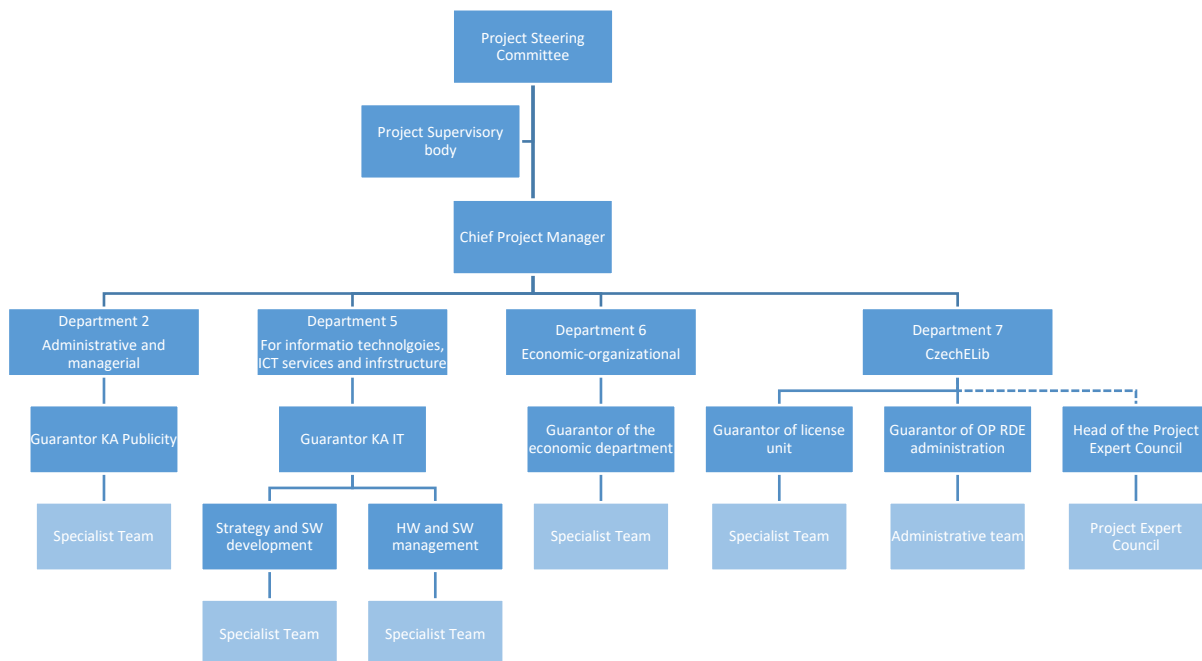 Project Steering
Committee
Project Supervisory
body
Chief Project Manager
Department 2
Administrative and
managerial
Department 5
For informatio technolgoies,
ICT services and infrstructure
Department 6
Economic-organizational
Department 7
CzechELib
Guarantor KA Publicity
Guarantor KA IT
Guarantor of the
economic department
Guarantor of license
unit
Guarantor of OP RDE
administration
Head of the Project
Expert Council
Specialist Team
Strategy and SW
development
HW and SW
management
Specialist Team
Specialist Team
Administrative team
Project Expert
Council
Specialist Team
Specialist Team